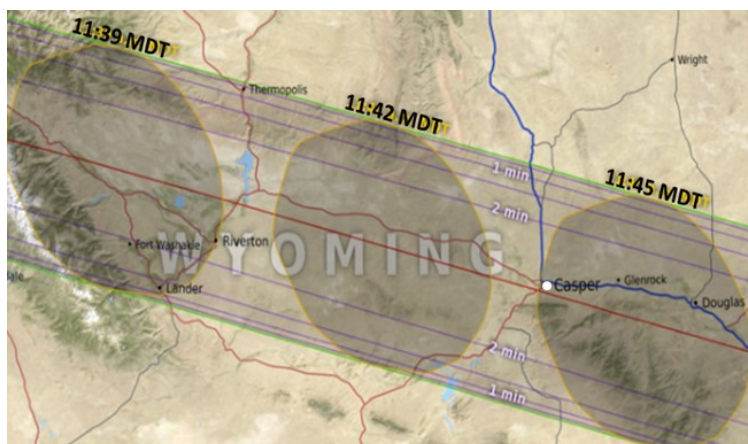 11:39 MDT
Wright
Thermopolis
11:42 MDT
1 min
11:45 MDT
2 min
Fort Washakie
Riverton
WYOMING
Lander
Casper
Glenrock
Douglas
2 min
1 min